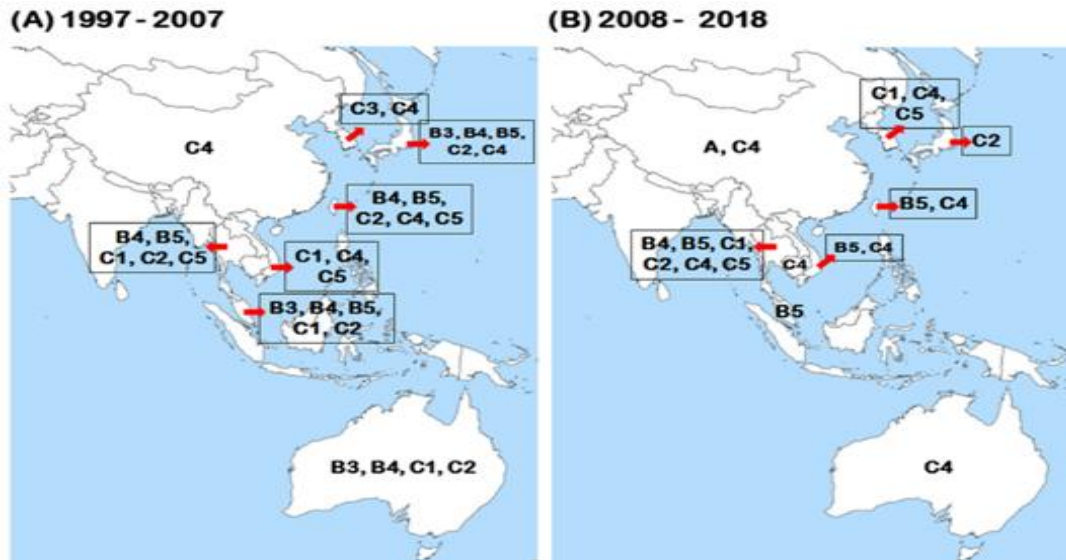 (A) 1997 - 2007
C3, C4
B3, B4, B5,
C2, C4
C4
B4, B5,
C2, C4, C5
B4, B5,
C1, C2, C5
C1, C4,
C5
B3, B4, B5,
C1, C2
B3, B4, C1, C2
(B) 2008 - 2018
C1, C4,
C5
C2
A, C4
B5, C4
B4, B5, C1,
C2, C4, C5
B5, C4
C4
B5
C4